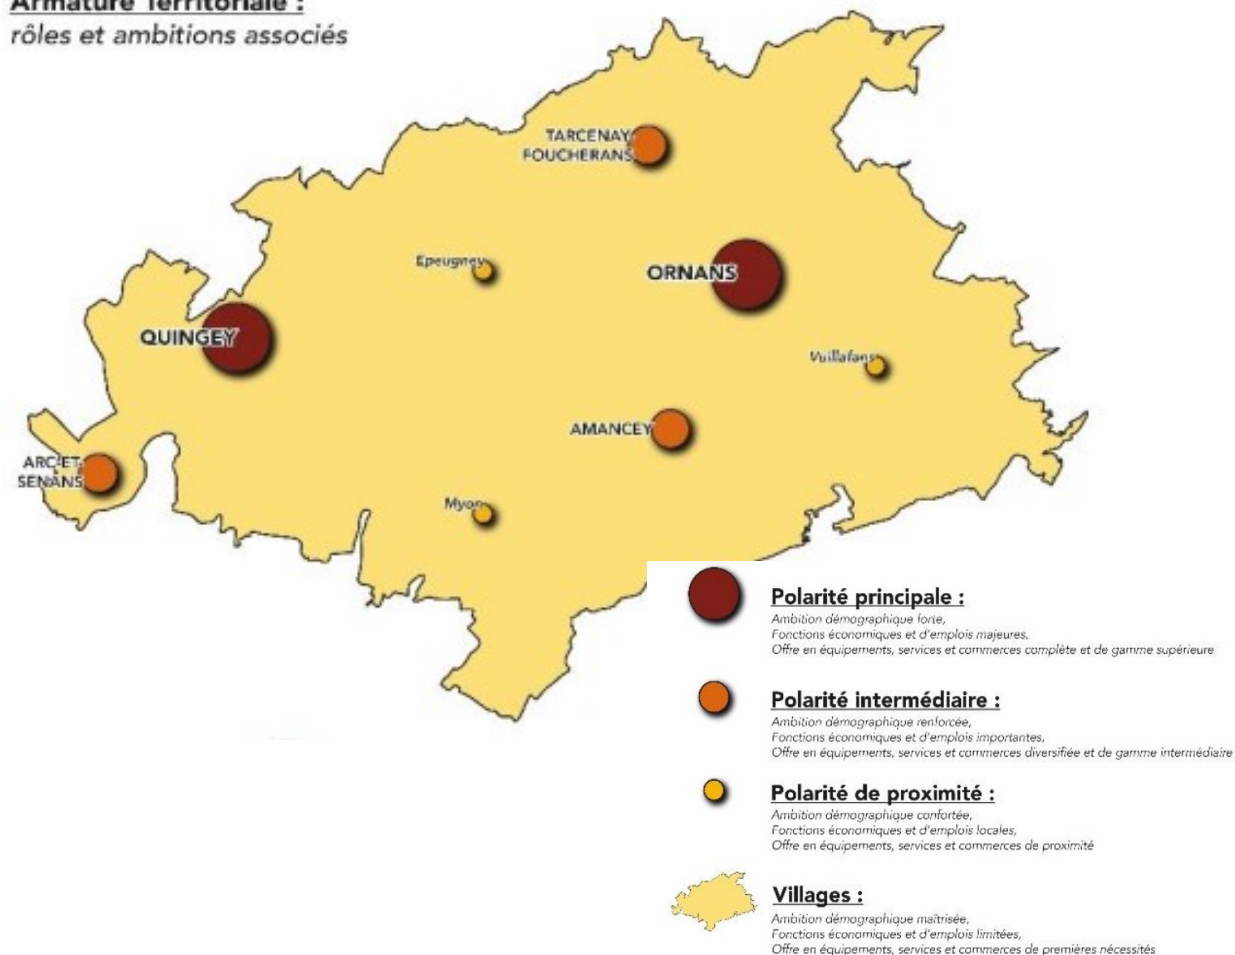 Armature Territoriale :
rôles et ambitions associés
TARCENAY-
FOUCHERANS
Epeugney
ORNANS
QUINGEY
Vuillafans
AMANCEY
ARC-ET-
SENANS
Myon
Polarité principale :
Ambition démographique forte,
Fonctions économiques et d'emplois majeures,
Offre en équipements, services et commerces complète et de gamme supérieure
Polarité intermédiaire :
Ambition démographique renforcée,
Fonctions économiques et d'emplois importantes,
Offre en équipements, services et commerces diversifiée et de gamme intermédiaire
Polarité de proximité :
Ambition démographique confortée,
Fonctions économiques et d'emplois locales,
Offre en équipements, services et commerces de proximité
Villages :
Ambition démographique maîtrisée,
Fonctions économiques et d'emplois limitées,
Offre en équipements, services et commerces de premières nécessités